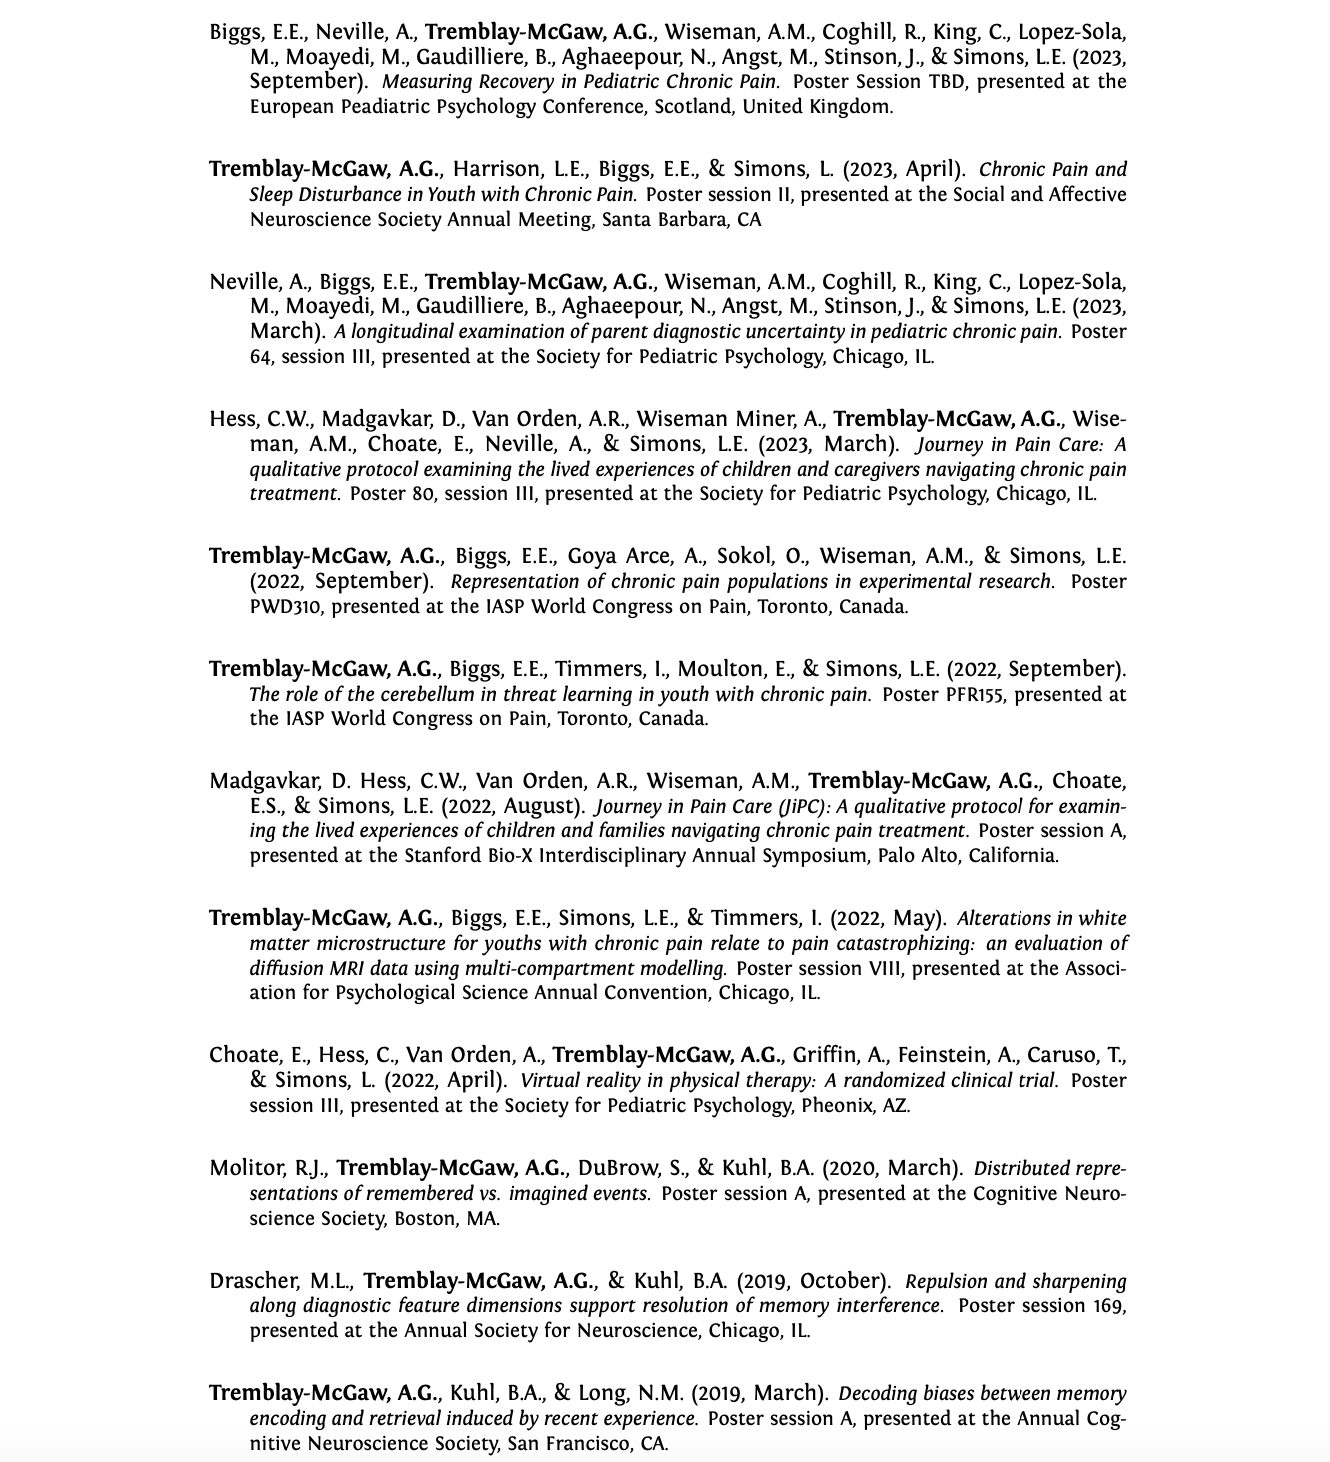 Biggs, E.E., Neville, A., Tremblay-McGaw, A.G., Wiseman, A.M., Coghill, R., King, C., Lopez-Sola,
M., Moayedi, M., Gaudilliere, B., Aghaeepour, N., Angst, M., Stinson, J., & Simons, L.E. (2023,
September). Measuring Recovery in Pediatric Chronic Pain. Poster Session TBD, presented at the
European Peadiatric Psychology Conference, Scotland, United Kingdom.
Tremblay-McGaw, A.G., Harrison, L.E., Biggs, E.E., & Simons, L. (2023, April). Chronic Pain and
Sleep Disturbance in Youth with Chronic Pain. Poster session II, presented at the Social and Affective
Neuroscience Society Annual Meeting, Santa Barbara, CA
Neville, A., Biggs, E.E., Tremblay-McGaw, A.G., Wiseman, A.M., Coghill, R., King, C., Lopez-Sola,
M., Moayedi, M., Gaudilliere, B., Aghaeepour, N., Angst, M., Stinson, J., & Simons, L.E. (2023,
March). A longitudinal examination of parent diagnostic uncertainty in pediatric chronic pain. Poster
64, session III, presented at the Society for Pediatric Psychology, Chicago, IL.
Hess, C.W., Madgavkar, D., Van Orden, A.R., Wiseman Miner, A., Tremblay-McGaw, A.G., Wise-
man, A.M., Choate, E., Neville, A., & Simons, L.E. (2023, March). Journey in Pain Care: A
qualitative protocol examining the lived experiences of children and caregivers navigating chronic pain
treatment. Poster 80, session III, presented at the Society for Pediatric Psychology, Chicago, IL.
Tremblay-McGaw, A.G., Biggs, E.E., Goya Arce, A., Sokol, O., Wiseman, A.M., & Simons, L.E.
(2022, September). Representation of chronic pain populations in experimental research. Poster
PWD310, presented at the IASP World Congress on Pain, Toronto, Canada.
Tremblay-McGaw, A.G., Biggs, E.E., Timmers, I., Moulton, E., & Simons, L.E. (2022, September).
The role of the cerebellum in threat learning in youth with chronic pain. Poster PFR155, presented at
the IASP World Congress on Pain, Toronto, Canada.
Madgavkar, D. Hess, C.W., Van Orden, A.R., Wiseman, A.M., Tremblay-McGaw, A.G., Choate,
E.S., & Simons, L.E. (2022, August). Journey in Pain Care (JiPC): A qualitative protocol for examin-
ing the lived experiences of children and families navigating chronic pain treatment. Poster session A,
presented at the Stanford Bio-X Interdisciplinary Annual Symposium, Palo Alto, California.
Tremblay-McGaw, A.G., Biggs, E.E., Simons, L.E., & Timmers, I. (2022, May). Alterations in white
matter microstructure for youths with chronic pain relate to pain catastrophizing: an evaluation of
diffusion MRI data using multi-compartment modelling. Poster session VIII, presented at the Associ-
ation for Psychological Science Annual Convention, Chicago, IL.
Choate, E., Hess, C., Van Orden, A., Tremblay-McGaw, A.G., Griffin, A., Feinstein, A., Caruso, T.,
& Simons, L. (2022, April). Virtual reality in physical therapy: A randomized clinical trial. Poster
session III, presented at the Society for Pediatric Psychology, Pheonix, AZ.
Molitor, R.J., Tremblay-McGaw, A.G., DuBrow, S., & Kuhl, B.A. (2020, March). Distributed repre-
sentations of remembered vs. imagined events. Poster session A, presented at the Cognitive Neuro-
science Society, Boston, MA.
Drascher, M.L., Tremblay-McGaw, A.G., & Kuhl, B.A. (2019, October). Repulsion and sharpening
along diagnostic feature dimensions support resolution of memory interference. Poster session 169,
presented at the Annual Society for Neuroscience, Chicago, IL.
Tremblay-McGaw, A.G., Kuhl, B.A., & Long, N.M. (2019, March). Decoding biases between memory
encoding and retrieval induced by recent experience. Poster session A, presented at the Annual Cog-
nitive Neuroscience Society, San Francisco, CA.